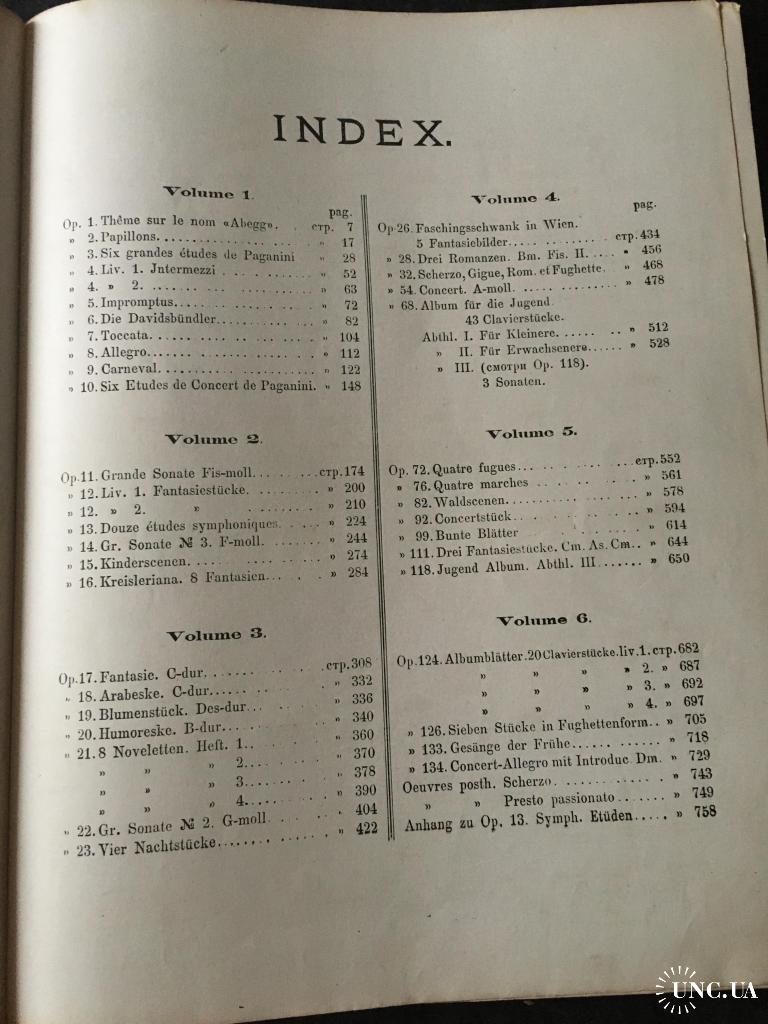 INDEX.
Volume 1.
pag.
Op. 1. Thême sur le nom «Abegg». . стр. 7
» 2. Papillons. . . . . . . . . » 17
» 3. Six grandes études de Paganini » 28
» 4. Liv. 1. Jntermezzi . . . . . . » 52
» 4. » 2. . . . . . . . . » 63
» 5. Impromptus. . . . . . . . » 72
» 6. Die Davidsbündler. . . . . . » 82
» 7. Toccata. . . . . . . . . » 104
» 8. Allegro. . . . . . . . . » 112
» 9. Carneval. . . . . . . . . » 122
» 10. Six Etudes de Concert de Paganini. » 148
Volume 2.
Op. 11. Grande Sonate Fis-moll. . . . . стр. 174
» 12. Liv. 1. Fantasiestücke. . . . . » 200
» 12. » 2. » . . . . » 210
» 13. Douze études symphoniques. . . . » 224
» 14. Gr. Sonate № 3. F-moll. . . . . » 244
» 15. Kinderscenen. . . . . . . . » 274
» 16. Kreisleriana. 8 Fantasien. . . . . » 284
Volume 3.
Op. 17. Fantasie. C-dur. . . . . . . стр. 308
» 18. Arabeske. C-dur. . . . . . . » 332
» 19. Blumenstück. Des-dur. . . . . . » 336
» 20. Humoreske. B-dur. . . . . . . » 340
» 21. 8 Noveletten. Heft. 1. . . . . . » 360
» » » 2. . . . . . » 370
» » » 3. . . . . . » 378
» » » 4. . . . . . » 390
» 22. Gr. Sonate № 2. G-moll. . . . . » 404
» 23. Vier Nachtstücke. . . . . . . » 422
Volume 4.
pag.
Op 26. Faschingsschwank in Wien.
5 Fantasiebilder. . . . . . . стр. 434
» 28. Drei Romanzen. Bm. Fis. H. . . . » 456
» 32. Scherzo, Gigue, Rom. et Fughette. » 468
» 54. Concert. A-moll. . . . . . . » 478
» 68. Album für die Jugend.
43 Clavierstücke.
Abthl. I. Für Kleinere. . . . . » 512
» II. Für Erwachsenere. . . . . » 528
» III. (смотри Op. 118).
3 Sonaten.
Volume 5.
Op. 72. Quatre fugues. . . . . . . стр. 552
» 76. Quatre marches . . . . . . » 561
» 82. Waldscenen. . . . . . . . » 578
» 92. Concertstück. . . . . . . . » 594
» 99. Bunte Blätter . . . . . . . » 614
» 111. Drei Fantasiestücke. Cm. As. Cm. . . » 644
» 118. Jugend Album. Abthl. III. . . . . » 650
Volume 6.
Op. 124. Albumblätter. 20 Clavierstücke. liv. 1. стр. 682
» » » » 2. » 687
» » » » 3. » 692
» » » » 4. » 697
» 126. Sieben Stücke in Fughettenform. . » 705
» 133. Gesänge der Frühe. . . . . . . » 718
» 134. Concert-Allegro mit Introduc. Dm. » 729
Oeuvres posth. Scherzo. . . . . . . » 743
» » Presto passionato . . . . » 749
Anhang zu Op. 13. Symph. Etüden. . . . . » 758
UNC.UA